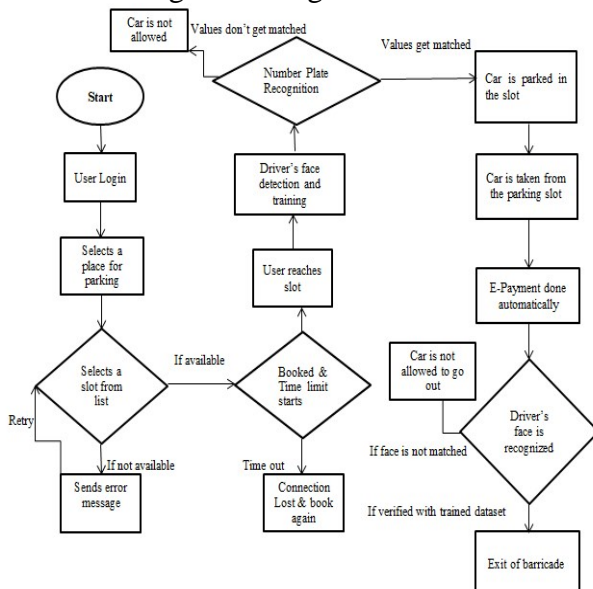 Car is not
allowed
Values don't get matched
Number Plate
Recognition
Values get matched
Car is parked in
the slot
Start
User Login
Driver's face
detection and
training
Car is taken from
the parking slot
Selects a
place for
parking
User reaches
slot
E-Payment done
automatically
Selects a
slot from
list
If available
Booked &
Time limit
starts
Car is not
allowed to go
out
Driver's
face is
recognized
Retry
If not available
Time out
If face is not matched
Sends error
message
Connection
Lost & book
again
If verified with trained dataset
Exit of barricade